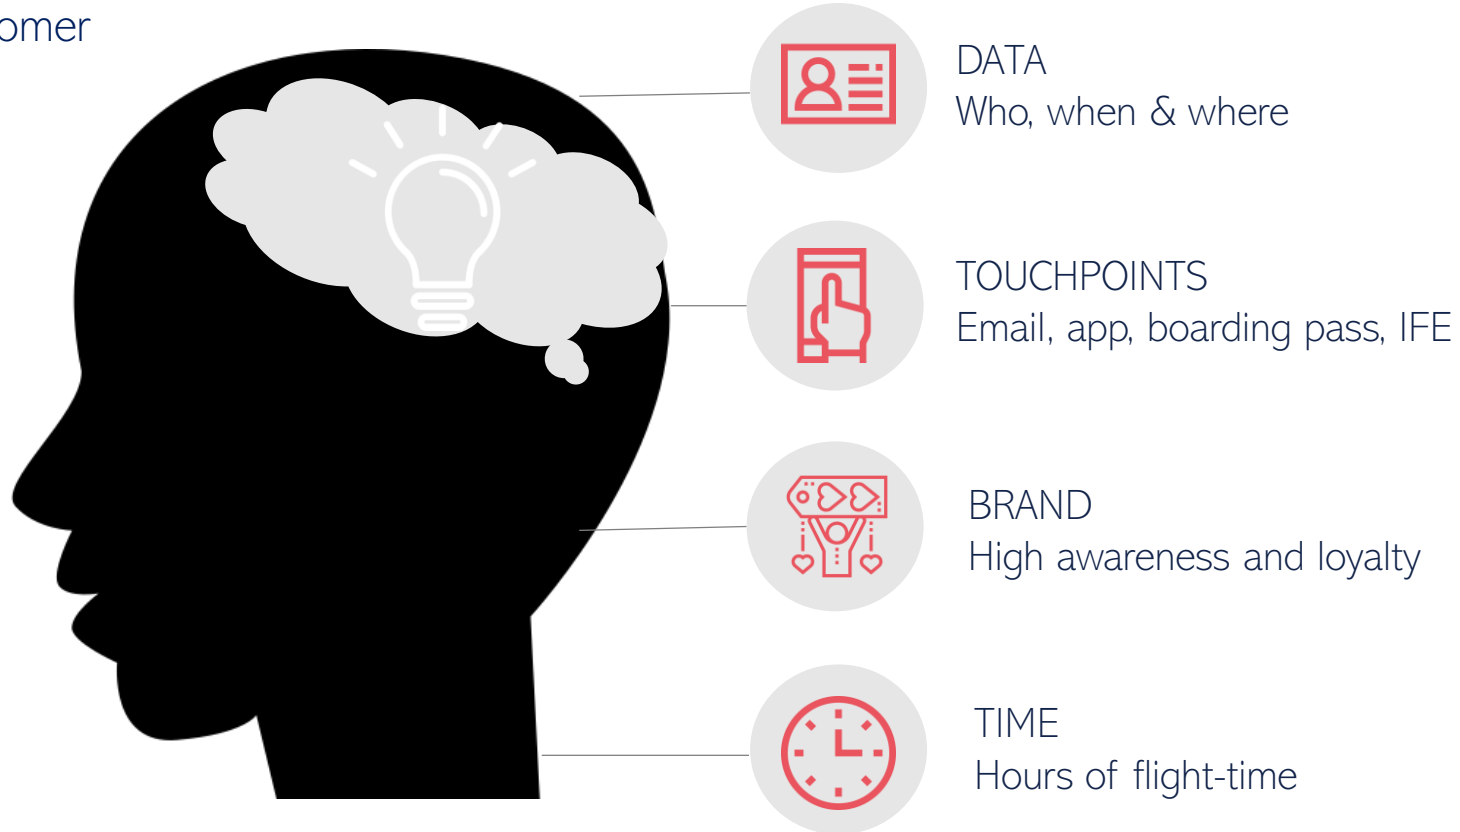 omer
DATA
Who, when & where
TOUCHPOINTS
Email, app, boarding pass, IFE
BRAND
High awareness and loyalty
TIME
Hours of flight-time